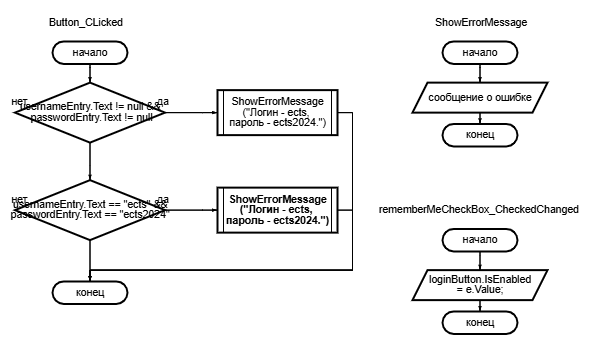 Button_CLicked
начало
нет
usernameEntry.Text != null &&
да
passwordEntry.Text != null
ShowErrorMessage
("Логин - ects,
пароль - ects2024.")
нет
usernameEntry.Text == "ects" &&
да
passwordEntry.Text == "ects2024"
ShowErrorMessage
("Логин - ects,
пароль - ects2024.")
конец
ShowErrorMessage
начало
сообщение о ошибке
конец
rememberMeCheckBox_CheckedChanged
начало
loginButton.IsEnabled
= e.Value;
конец